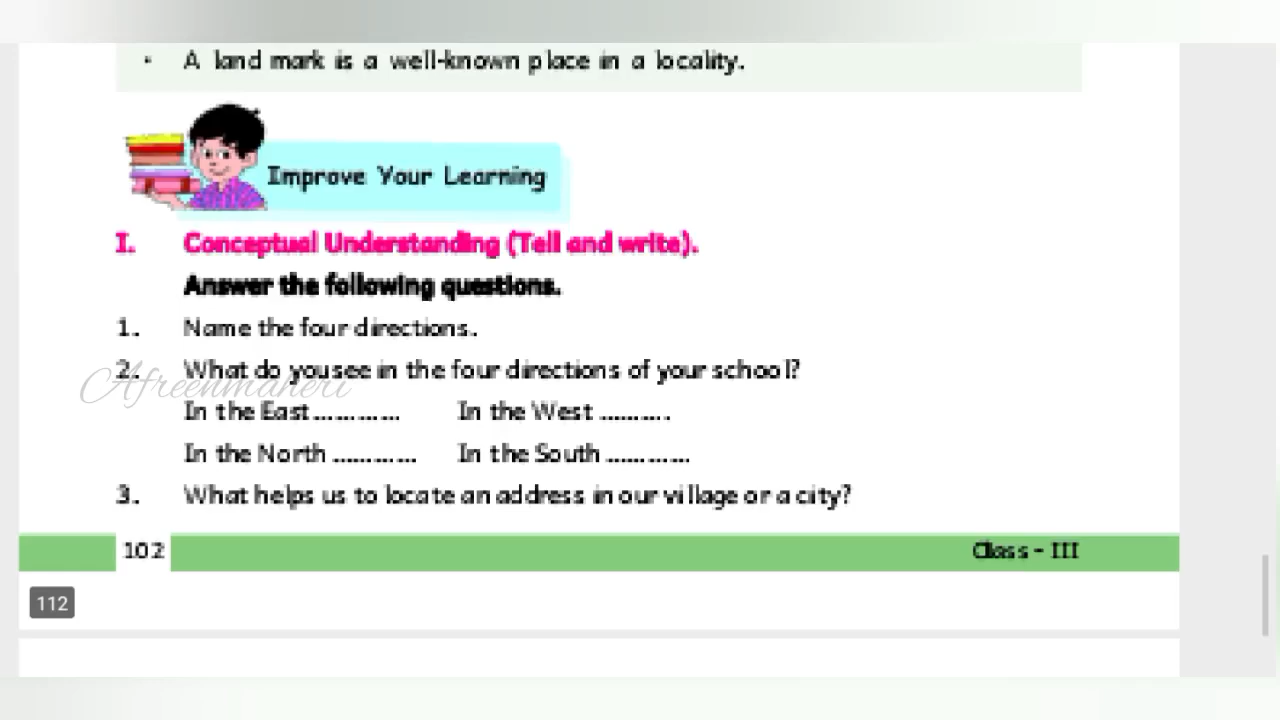 • A land mark is a well-known place in a locality.
Improve Your Learning
I. Conceptual Understanding (Tell and write).
Answer the following questions.
1. Name the four directions.
2. What do you see in the four directions of your school?
Afreenmaheri
In the East ............. In the West ...........
In the North ............ In the South ............
3. What helps us to locate an address in our village or a city?
102 Class - III
112